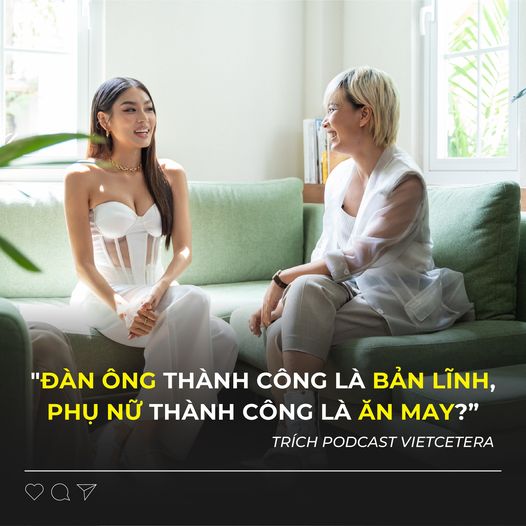 "ĐÀN ÔNG THÀNH CÔNG LÀ BẢN LĨNH,
PHỤ NỮ THÀNH CÔNG LÀ ĂN MAY?”
TRÍCH PODCAST VIETCETERA